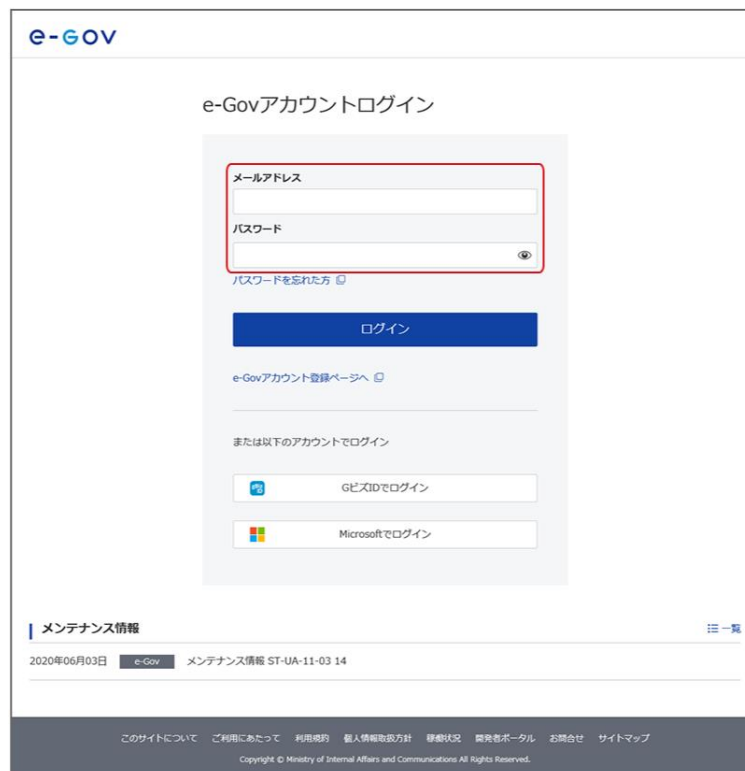 e-Gov
e-Govアカウントログイン
メールアドレス
パスワード
パスワードを忘れた方
ログイン
e-Govアカウント登録ページへ
または以下のアカウントでログイン
GビズIDでログイン
Microsoftでログイン
メンテナンス情報 一覧
2020年06月03日 e-Gov メンテナンス情報 ST-UA-11-03 14
このサイトについて ご利用にあたって 利用規約 個人情報取扱方針 稼働状況 開発者ポータル お問合せ サイトマップ
Copyright © Ministry of Internal Affairs and Communications All Rights Reserved.